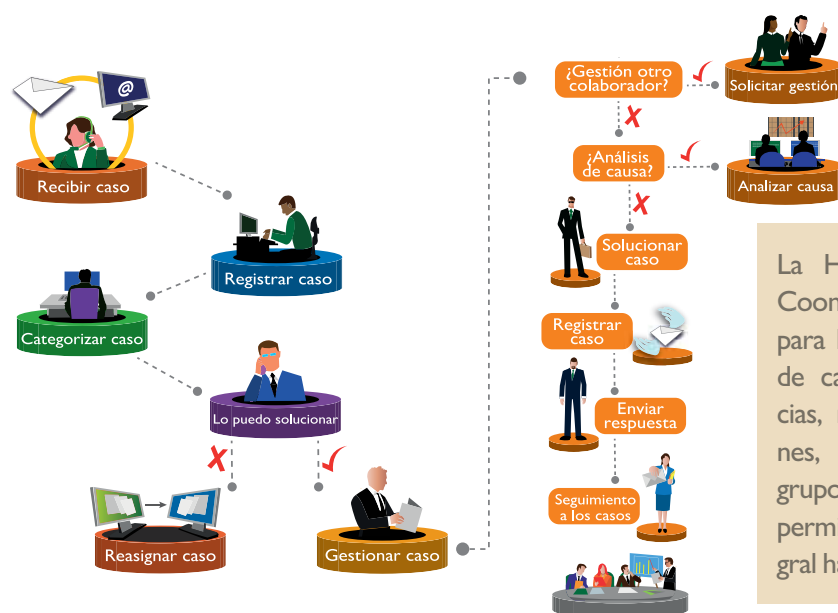 @
Recibir caso
Registrar caso
Categorizar caso
Lo puedo solucionar
Reasignar caso
Gestionar caso
¿Gestión otro
colaborador?
Solicitar gestión
¿Análisis
de causa?
Analizar causa
Solucionar
caso
Registrar
caso
Enviar
respuesta
Seguimiento
a los casos
La H
Coon
para
de ca
cias,
nes,
grupo
perm
gral ha